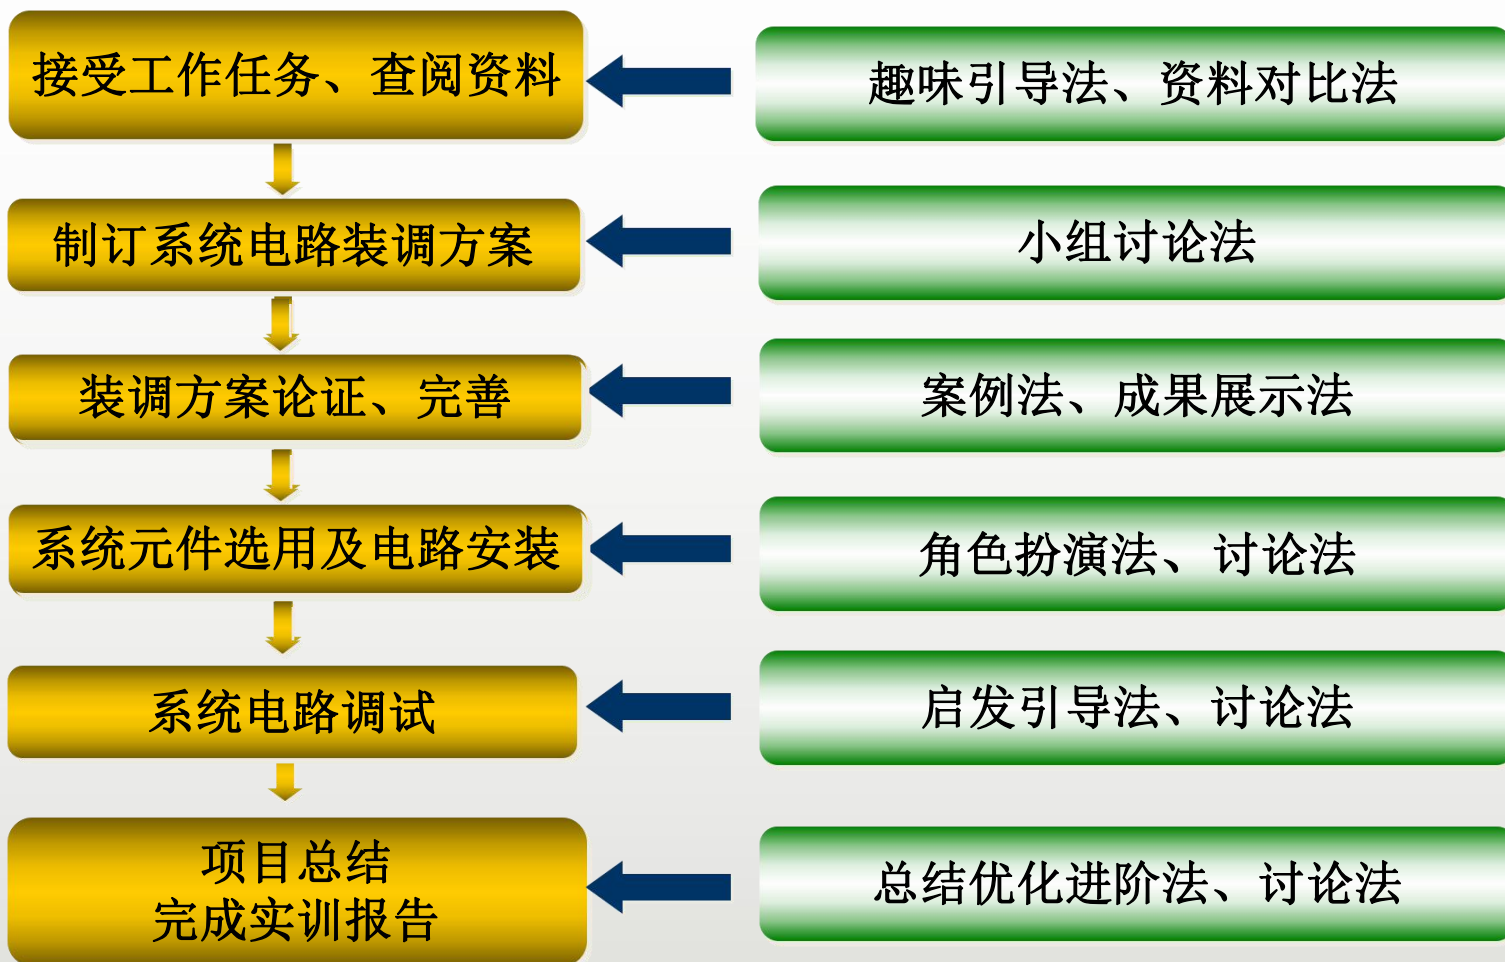 接受工作任务、查阅资料
趣味引导法、资料对比法
制订系统电路装调方案
小组讨论法
装调方案论证、完善
案例法、成果展示法
系统元件选用及电路安装
角色扮演法、讨论法
系统电路调试
启发引导法、讨论法
项目总结
完成实训报告
总结优化进阶法、讨论法